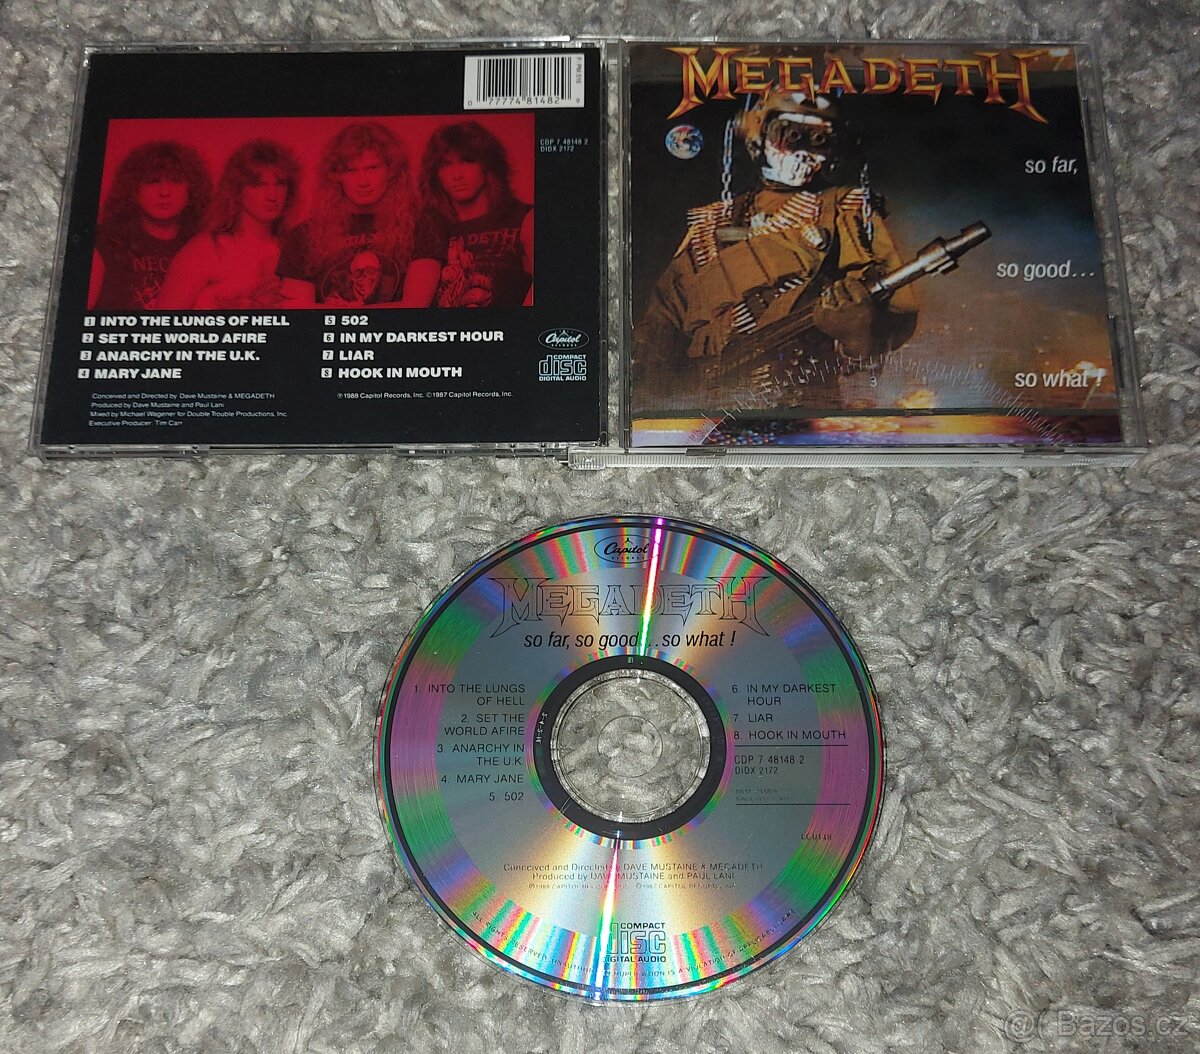 0 77774 81482 9
CDP 7 48148 2
DIDX 2172
1 INTO THE LUNGS OF HELL
2 SET THE WORLD AFIRE
3 ANARCHY IN THE U.K.
4 MARY JANE
5 502
6 IN MY DARKEST HOUR
7 LIAR
8 HOOK IN MOUTH
Capitol
RECORDS
COMPACT
disc
DIGITAL AUDIO
Conceived and Directed by Dave Mustaine & MEGADETH
Produced by Dave Mustaine and Paul Lani
Mixed by Michael Wagener for Double Trouble Productions, Inc.
Executive Producer: Tim Carr
℗1988 Capitol Records, Inc. ©1987 Capitol Records, Inc.
MEGADETH
so far,
so good...
so what!
3
Capitol
RECORDS
MEGADETH
so far, so good...so what!
1. INTO THE LUNGS
OF HELL
2. SET THE
WORLD AFIRE
3. ANARCHY IN
THE U.K.
4. MARY JANE
5. 502
6. IN MY DARKEST
HOUR
7. LIAR
8. HOOK IN MOUTH
CDP 7 48148 2
DIDX 2172
Conceived and Directed by DAVE MUSTAINE & MEGADETH
Produced by DAVE MUSTAINE and PAUL LANI
COMPACT
disc
DIGITAL AUDIO
Bazos.cz